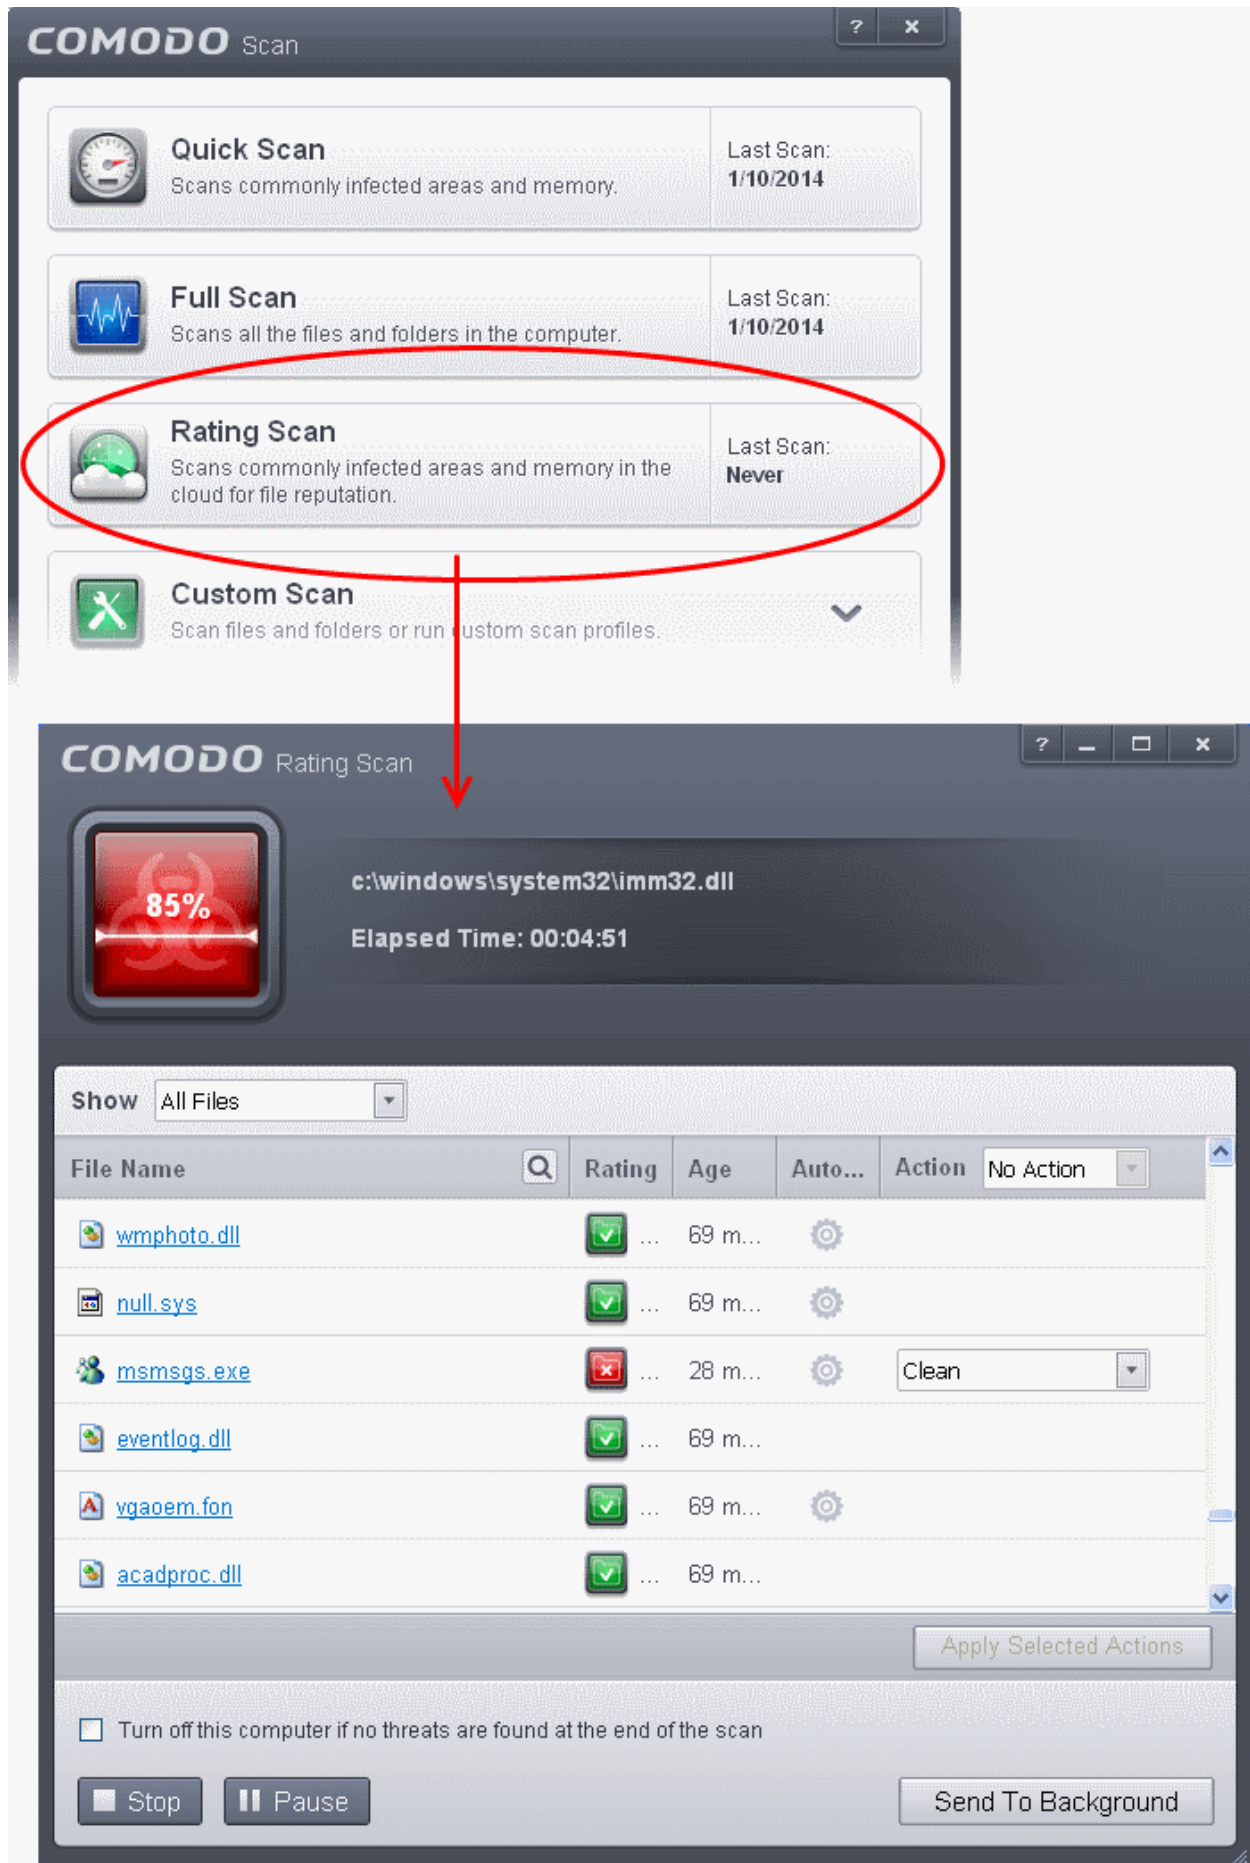 COMODO Scan
?
Quick Scan
Scans commonly infected areas and memory.
Last Scan:
1/10/2014
Full Scan
Scans all the files and folders in the computer.
Last Scan:
1/10/2014
Rating Scan
Scans commonly infected areas and memory in the
cloud for file reputation.
Last Scan:
Never
Custom Scan
Scan files and folders or run custom scan profiles.
COMODO Rating Scan
?
85%
c:\windows\system32\imm32.dll
Elapsed Time: 00:04:51
Show All Files
File Name Rating Age Auto... Action No Action
wmphoto.dll ... 69 m...
null.sys ... 69 m...
msmsgs.exe ... 28 m... Clean
eventlog.dll ... 69 m...
vgaoem.fon ... 69 m...
acadproc.dll ... 69 m...
Apply Selected Actions
Turn off this computer if no threats are found at the end of the scan
Stop Pause Send To Background